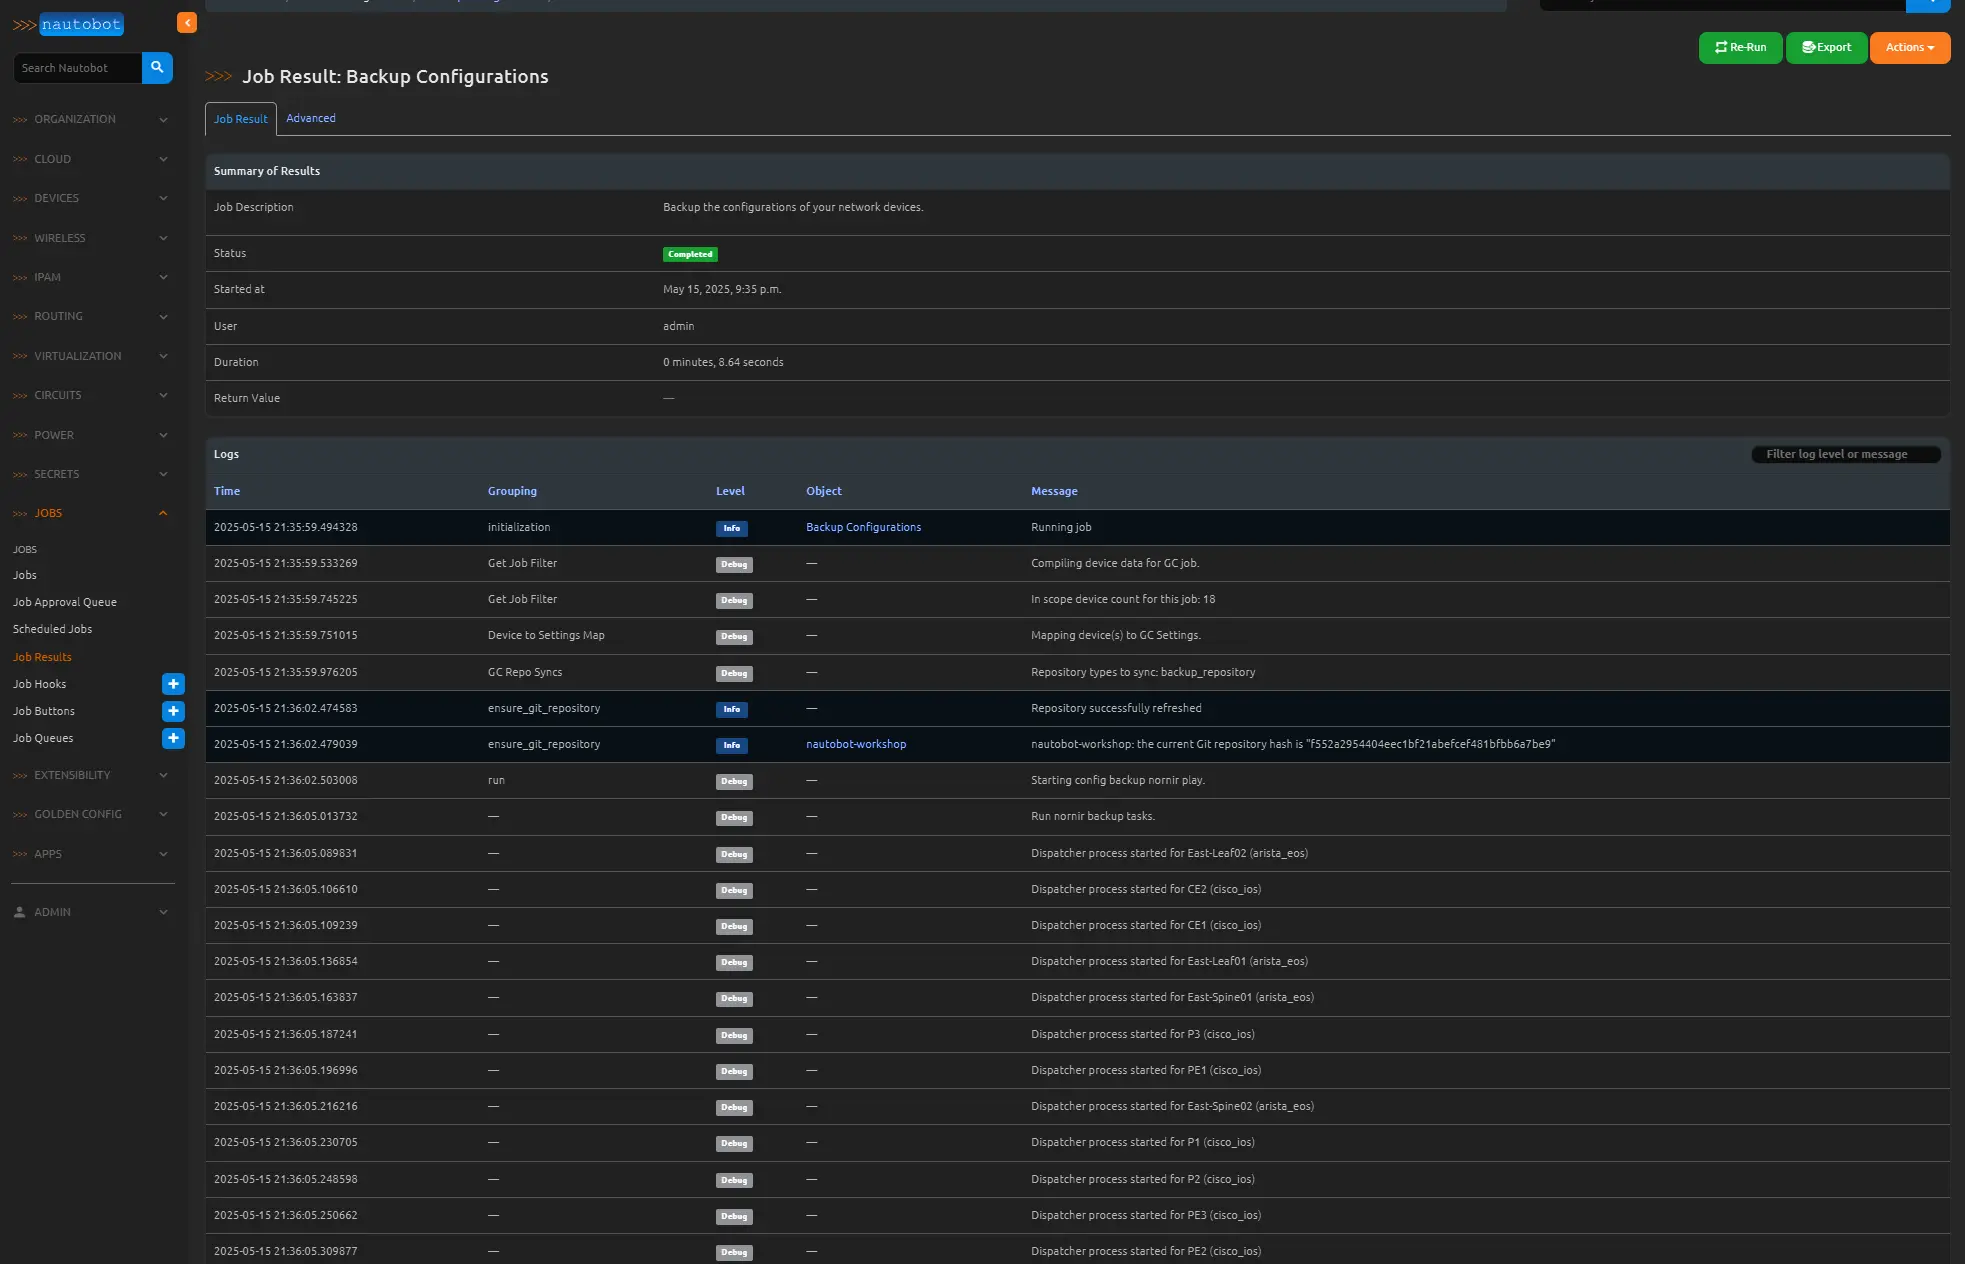 >>> nautobot
Search Nautobot
>>> ORGANIZATION
>>> CLOUD
>>> DEVICES
>>> WIRELESS
>>> IPAM
>>> ROUTING
>>> VIRTUALIZATION
>>> CIRCUITS
>>> POWER
>>> SECRETS
>>> JOBS
JOBS
Jobs
Job Approval Queue
Scheduled Jobs
Job Results
Job Hooks
Job Buttons
Job Queues
>>> EXTENSIBILITY
>>> GOLDEN CONFIG
>>> APPS
ADMIN
Re-Run Export Actions
>>> Job Result: Backup Configurations
Job Result Advanced
Summary of Results
Job Description Backup the configurations of your network devices.
Status Completed
Started at May 15, 2025, 9:35 p.m.
User admin
Duration 0 minutes, 8.64 seconds
Return Value —
Logs Filter log level or message
Time Grouping Level Object Message
2025-05-15 21:35:59.494328 initialization Info Backup Configurations Running job
2025-05-15 21:35:59.533269 Get Job Filter Debug — Compiling device data for GC job.
2025-05-15 21:35:59.745225 Get Job Filter Debug — In scope device count for this job: 18
2025-05-15 21:35:59.751015 Device to Settings Map Debug — Mapping device(s) to GC Settings.
2025-05-15 21:35:59.976205 GC Repo Syncs Debug — Repository types to sync: backup_repository
2025-05-15 21:36:02.474583 ensure_git_repository Info — Repository successfully refreshed
2025-05-15 21:36:02.479039 ensure_git_repository Info nautobot-workshop nautobot-workshop: the current Git repository hash is "f552a2954404eec1bf21abefcef481bfbb6a7be9"
2025-05-15 21:36:02.503008 run Debug — Starting config backup nornir play.
2025-05-15 21:36:05.013732 — Debug — Run nornir backup tasks.
2025-05-15 21:36:05.089831 — Debug — Dispatcher process started for East-Leaf02 (arista_eos)
2025-05-15 21:36:05.106610 — Debug — Dispatcher process started for CE2 (cisco_ios)
2025-05-15 21:36:05.109239 — Debug — Dispatcher process started for CE1 (cisco_ios)
2025-05-15 21:36:05.136854 — Debug — Dispatcher process started for East-Leaf01 (arista_eos)
2025-05-15 21:36:05.163837 — Debug — Dispatcher process started for East-Spine01 (arista_eos)
2025-05-15 21:36:05.187241 — Debug — Dispatcher process started for P3 (cisco_ios)
2025-05-15 21:36:05.196996 — Debug — Dispatcher process started for PE1 (cisco_ios)
2025-05-15 21:36:05.216216 — Debug — Dispatcher process started for East-Spine02 (arista_eos)
2025-05-15 21:36:05.230705 — Debug — Dispatcher process started for P1 (cisco_ios)
2025-05-15 21:36:05.248598 — Debug — Dispatcher process started for P2 (cisco_ios)
2025-05-15 21:36:05.250662 — Debug — Dispatcher process started for PE3 (cisco_ios)
2025-05-15 21:36:05.309877 — Debug — Dispatcher process started for PE2 (cisco_ios)